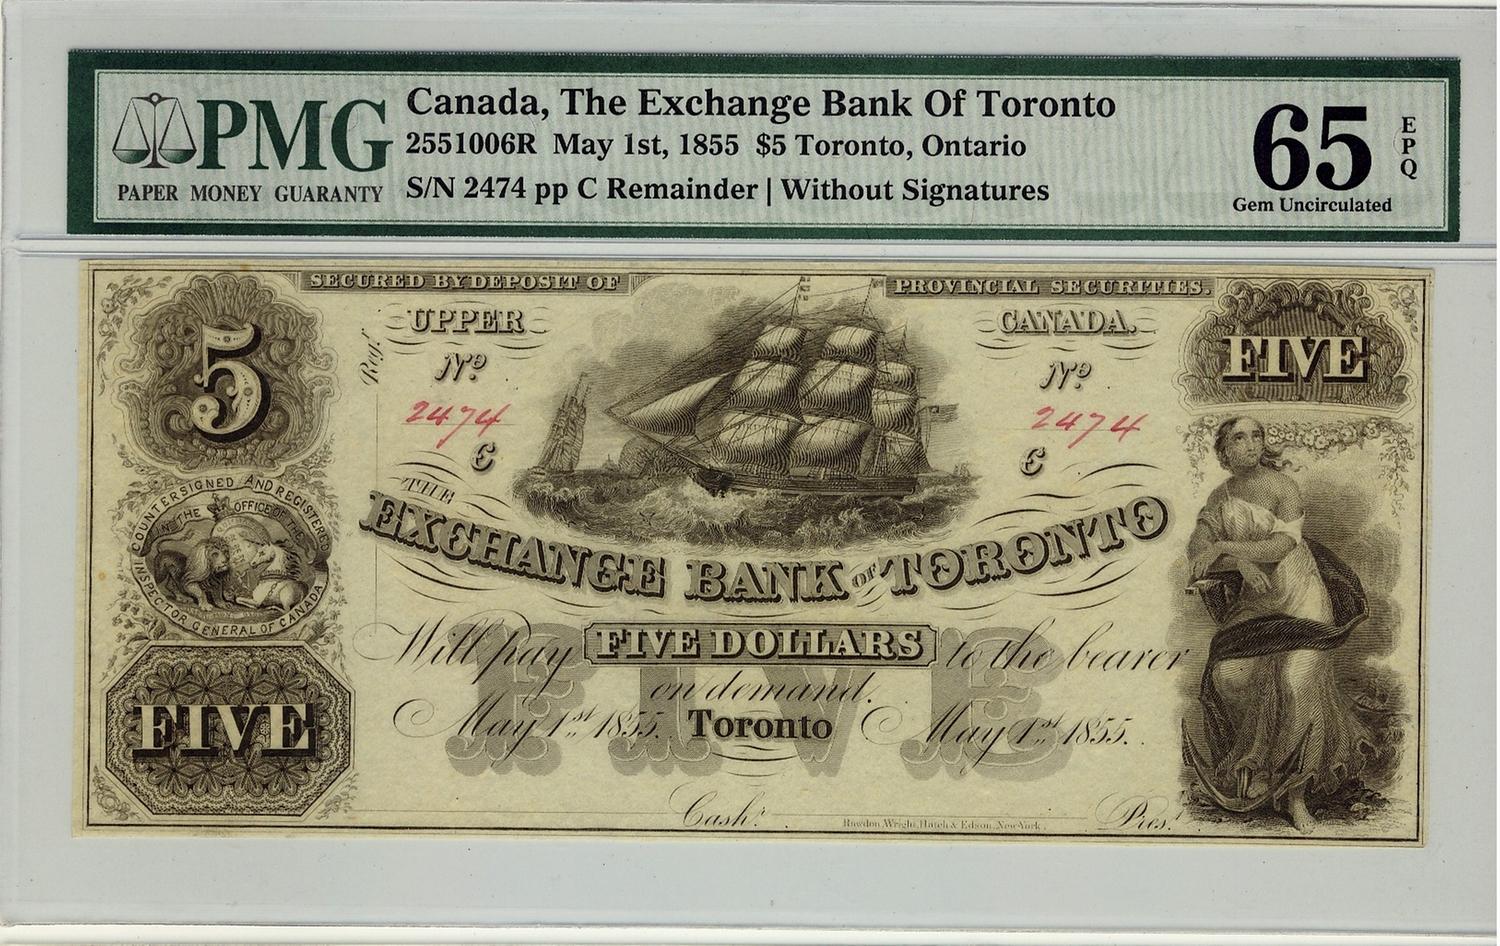 PMG
PAPER MONEY GUARANTY
Canada, The Exchange Bank Of Toronto
2551006R May 1st, 1855 $5 Toronto, Ontario
S/N 2474 pp C Remainder | Without Signatures
65
EPQ
Gem Uncirculated
SECURED BY DEPOSIT OF PROVINCIAL SECURITIES.
5
UPPER CANADA.
FIVE
Regr.
No No
2474 2474
C C
COUNTERSIGNED AND REGISTERED
IN THE OFFICE OF THE
INSPECTOR GENERAL OF CANADA
THE
EXCHANGE BANK OF TORONTO
FIVE
Will pay FIVE DOLLARS to the bearer
on demand.
May 1st 1855. Toronto May 1st 1855.
FIVE
Cashr. Rawdon, Wright, Hatch & Edson, New-York. Prest.